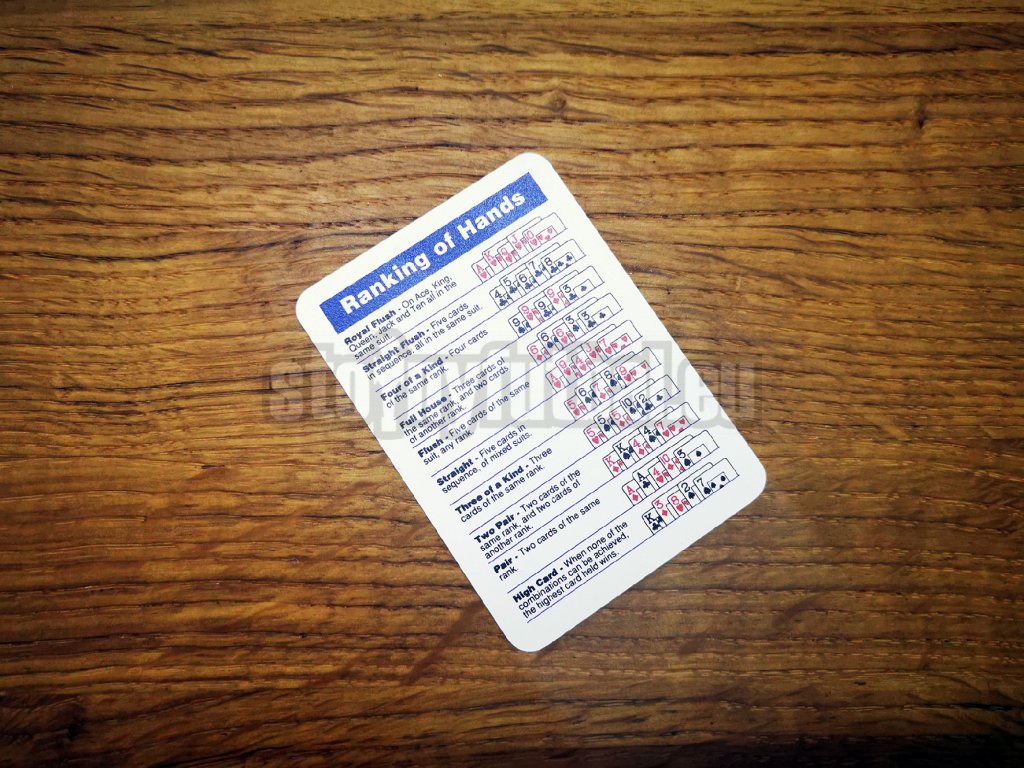 Ranking of Hands
Royal Flush - On Ace, King,
Queen, Jack and Ten all in the
same suit.
Straight Flush - Five cards
in sequence, all in the same suit.
Four of a Kind - Four cards
of the same rank.
Full House - Three cards of
the same rank, and two cards
of another rank.
Flush - Five cards of the same
suit, any rank.
Straight - Five cards in
sequence, of mixed suits.
Three of a Kind - Three
cards of the same rank.
Two Pair - Two cards of the
same rank, and two cards of
another rank.
Pair - Two cards of the same
rank.
High Card - When none of the
combinations can be achieved,
the highest card held wins.